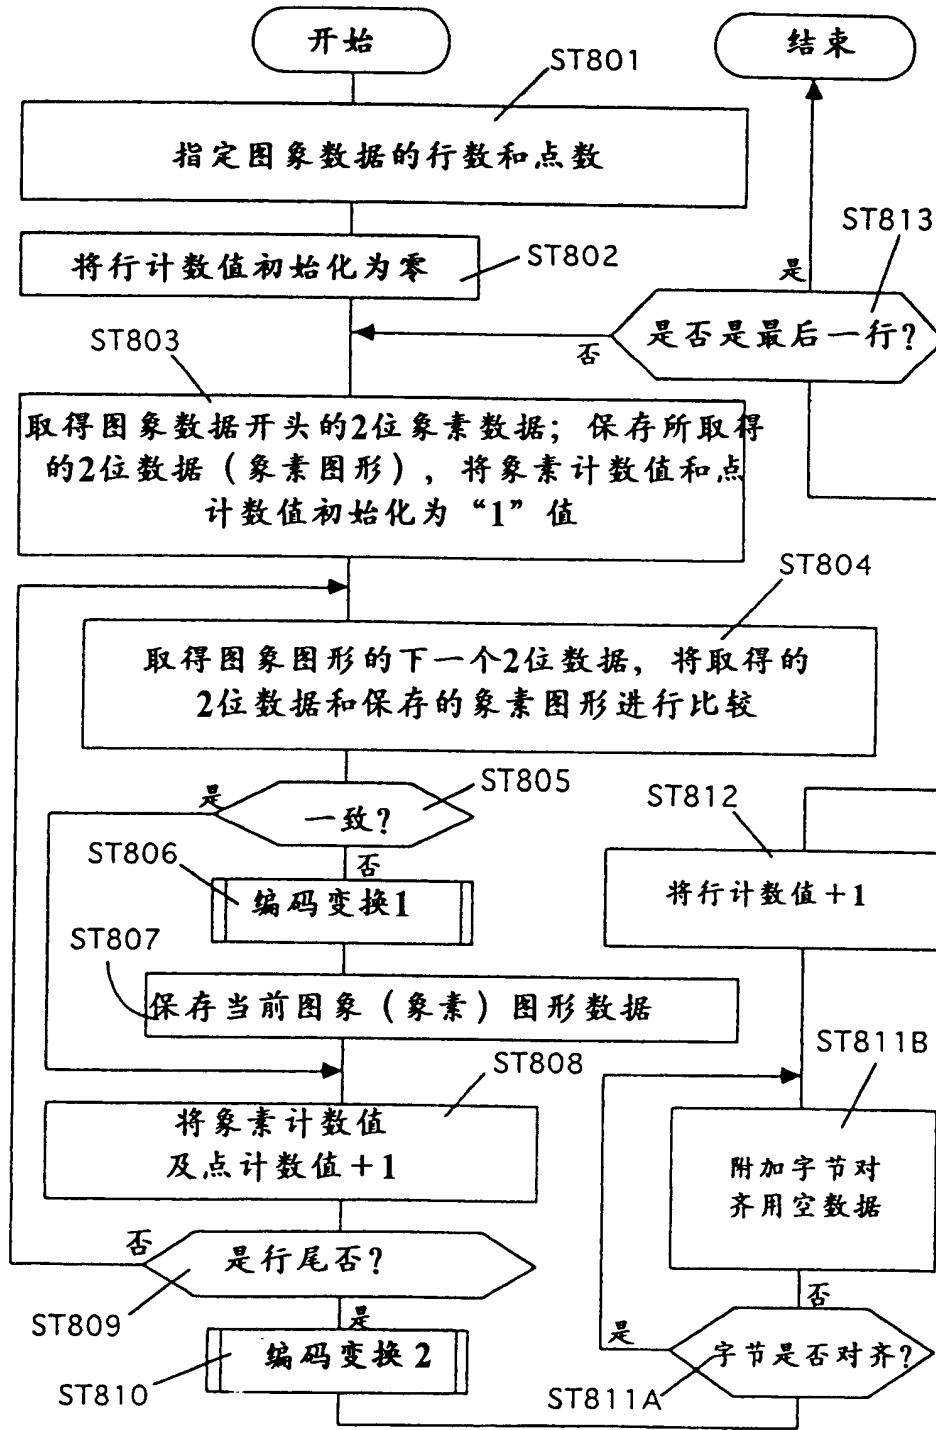 开始
ST801
指定图象数据的行数和点数
将行计数值初始化为零
ST802
ST803
取得图象数据开头的2位象素数据；保存所取得
的2位数据（象素图形），将象素计数值和点
计数值初始化为“1”值
ST804
取得图象图形的下一个2位数据，将取得的
2位数据和保存的象素图形进行比较
ST805
是
一致？
否
ST806
编码变换1
ST807
保存当前图象（象素）图形数据
ST808
将象素计数值
及点计数值+1
否
是行尾否？
ST809
是
编码变换2
ST810
结束
ST813
是
是否是最后一行？
否
ST812
将行计数值+1
ST811B
附加字节对
齐用空数据
否
是
字节是否对齐？
ST811A